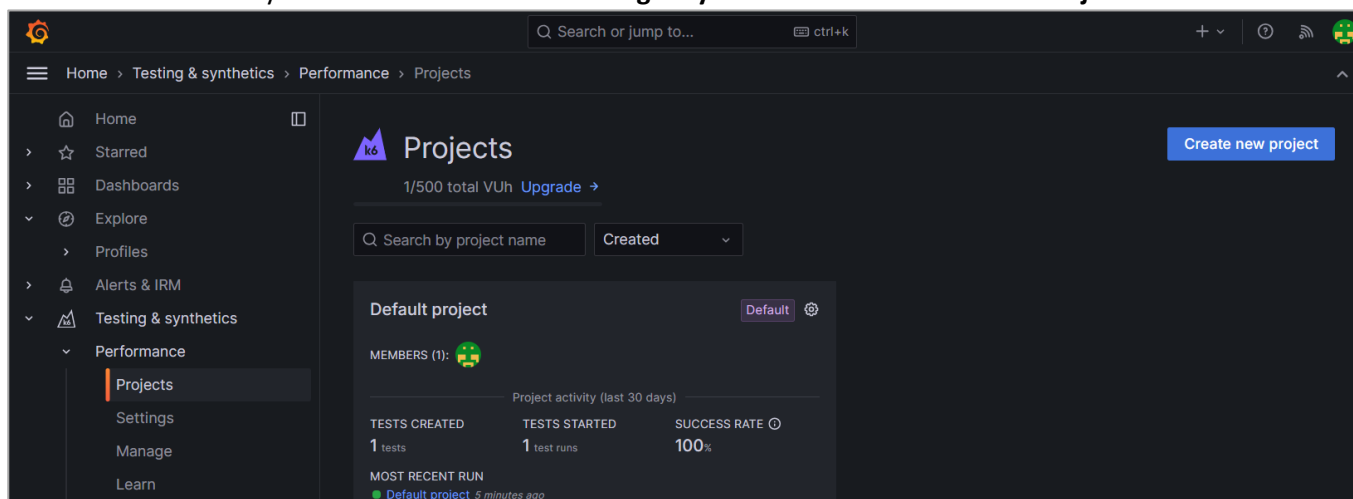 Search or jump to... ctrl+k
Home › Testing & synthetics › Performance › Projects
Home
Starred
Dashboards
Explore
Profiles
Alerts & IRM
Testing & synthetics
Performance
Projects
Settings
Manage
Learn
k6 Projects
Create new project
1/500 total VUh Upgrade →
Search by project name Created
Default project Default
MEMBERS (1):
Project activity (last 30 days)
TESTS CREATED TESTS STARTED SUCCESS RATE
1 tests 1 test runs 100%
MOST RECENT RUN
Default project 5 minutes ago